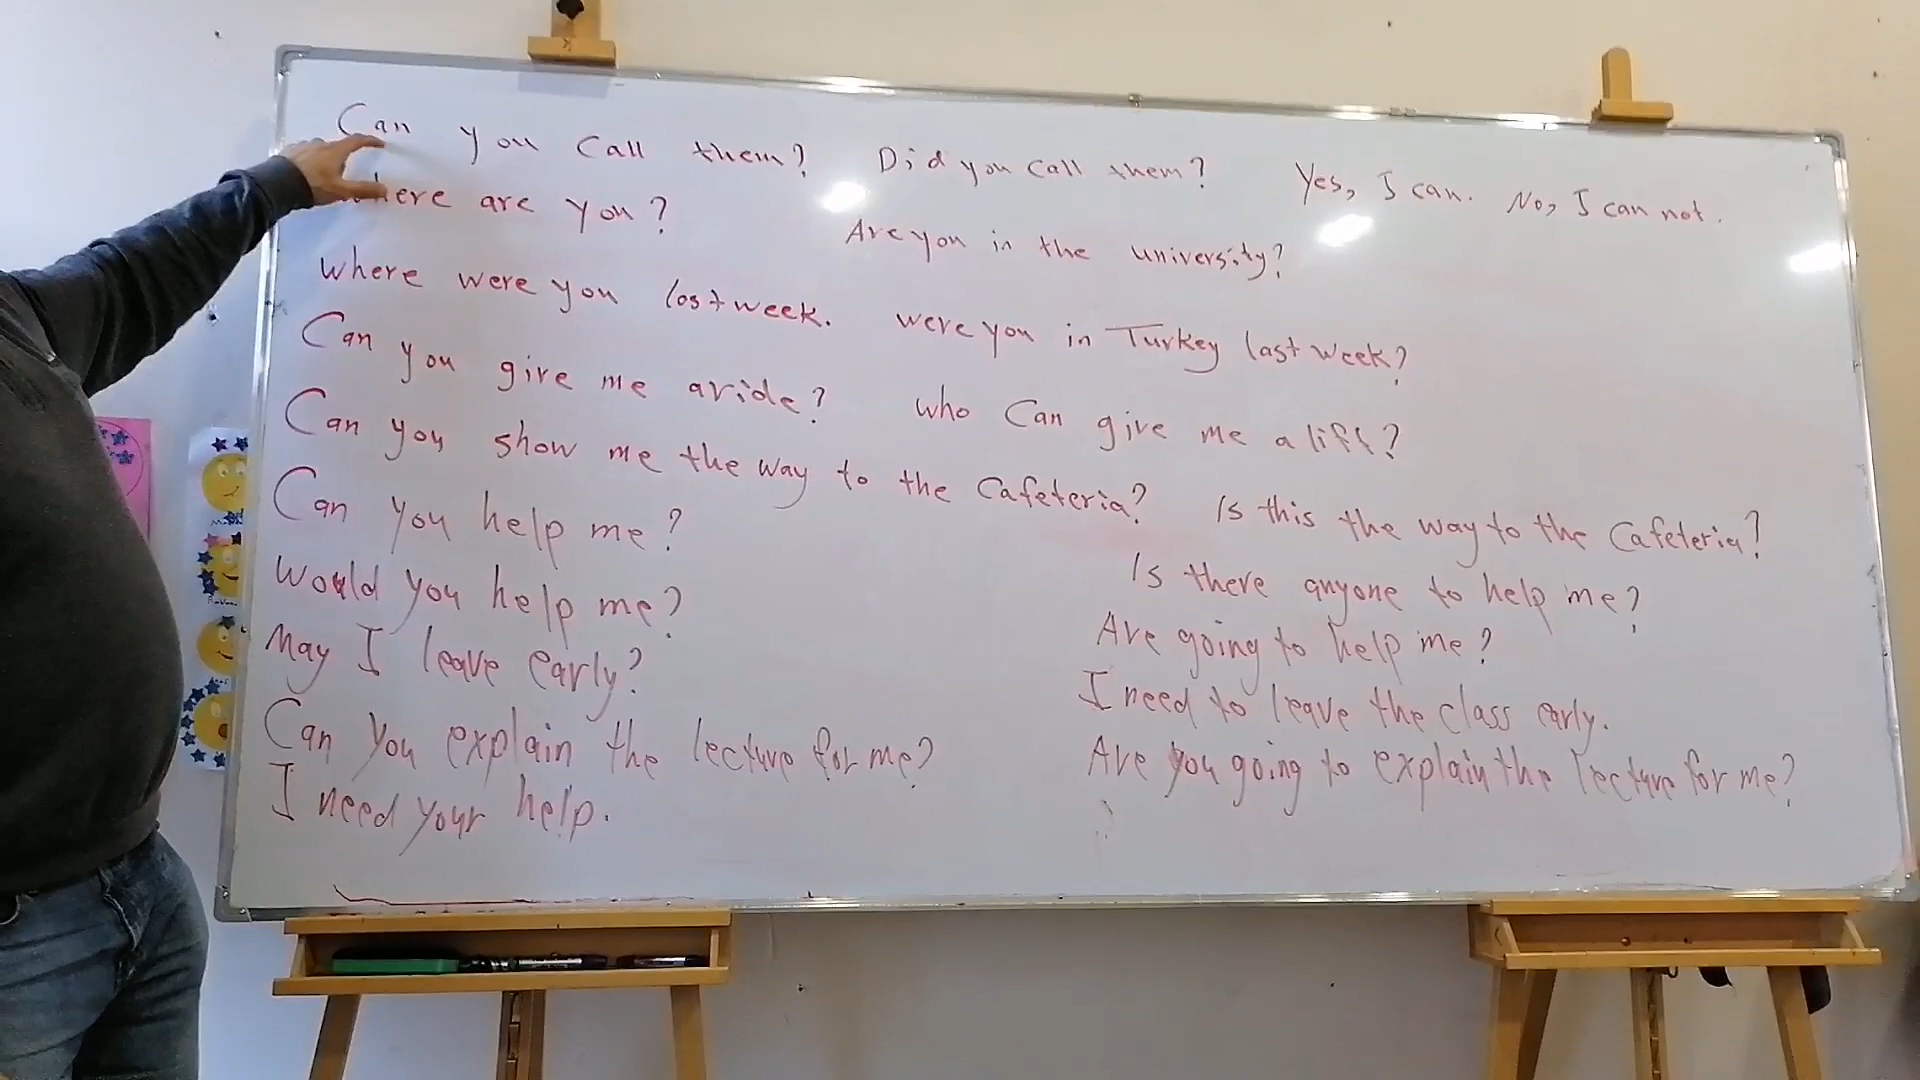 Can you call them? Did you call them? Yes, I can. No, I can not.
where are you? Are you in the university?
where were you last week. were you in Turkey last week?
Can you give me a ride? who Can give me a lift?
Can you show me the way to the Cafeteria? Is this the way to the Cafeteria?
Can you help me? Is there anyone to help me?
Would you help me? Are going to help me?
May I leave early? I need to leave the class early.
Can you explain the lecture for me? Are you going to explain the lecture for me?
I need your help.